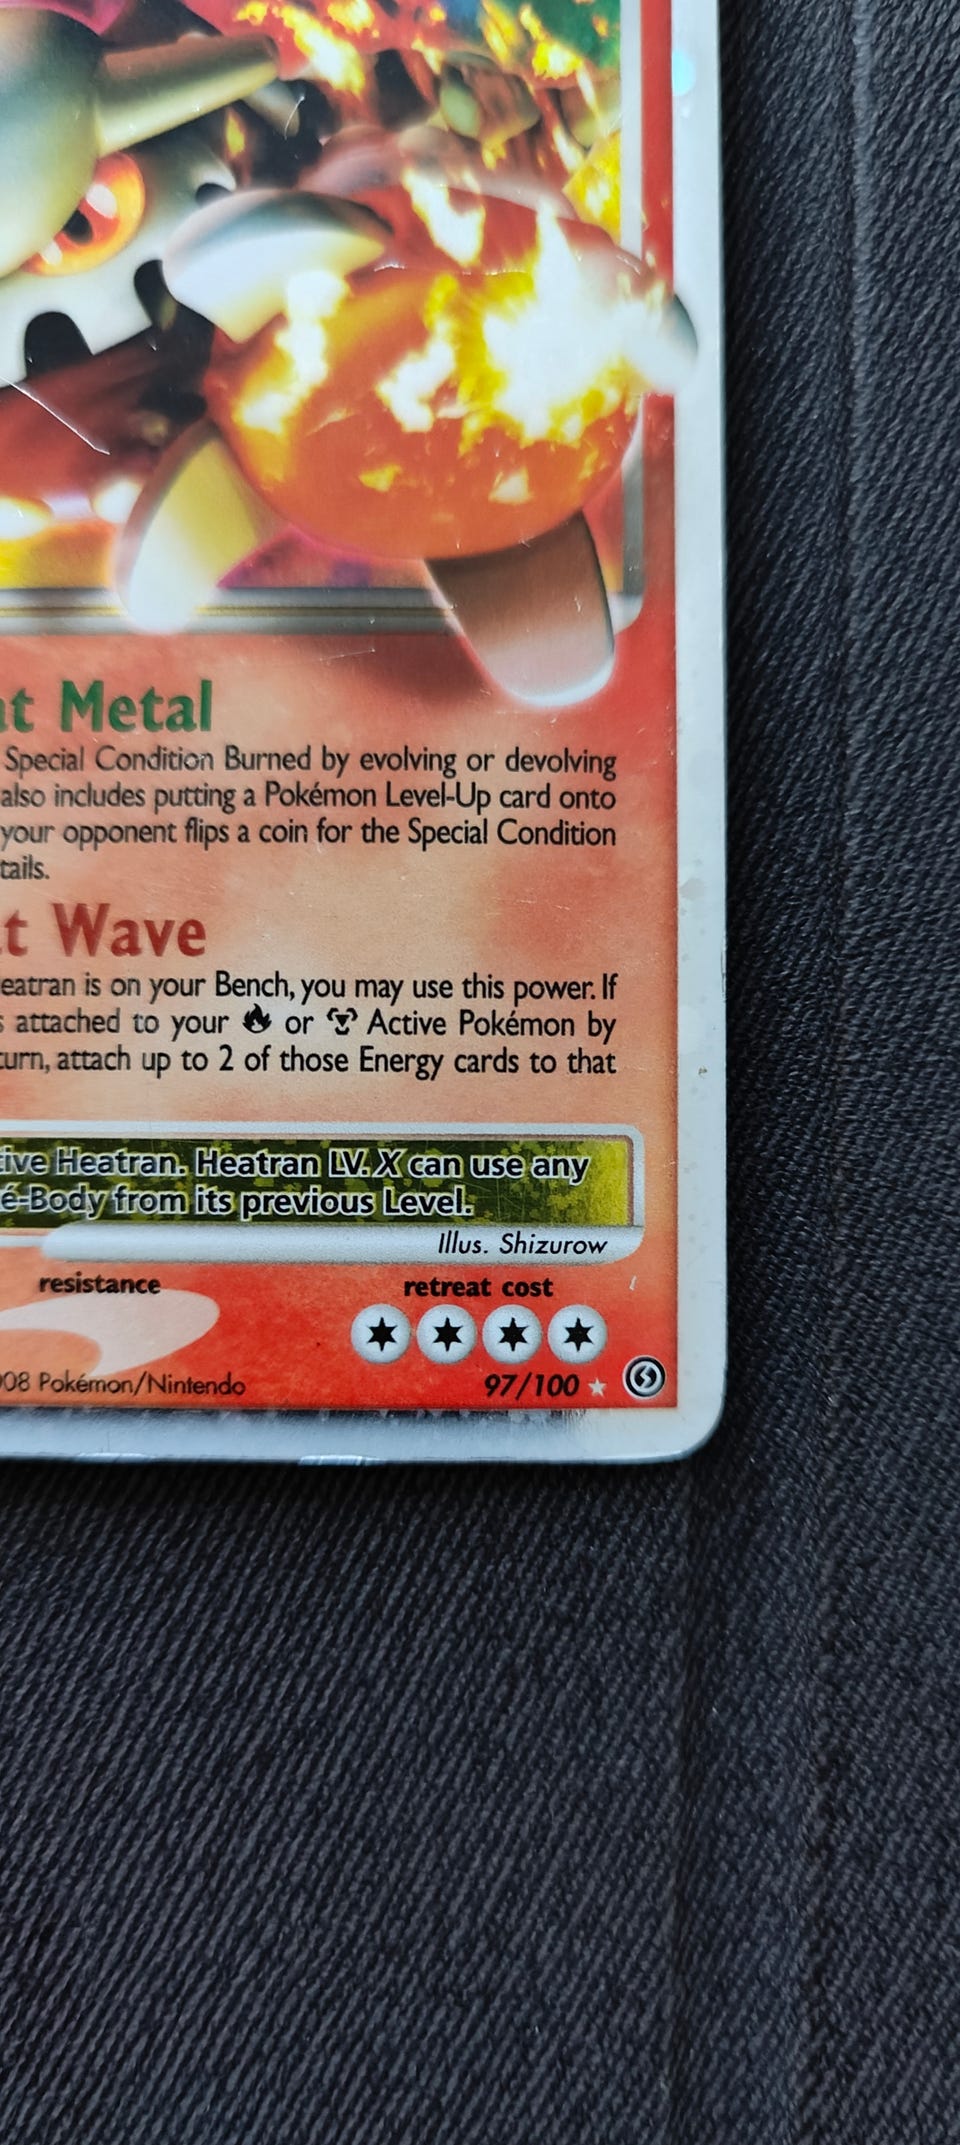 at Metal
Special Condition Burned by evolving or devolving
also includes putting a Pokémon Level-Up card onto
your opponent flips a coin for the Special Condition
tails.
at Wave
eatran is on your Bench, you may use this power. If
s attached to your or Active Pokémon by
turn, attach up to 2 of those Energy cards to that
tive Heatran. Heatran LV. X can use any
é-Body from its previous Level.
Illus. Shizurow
resistance retreat cost
08 Pokémon/Nintendo 97/100